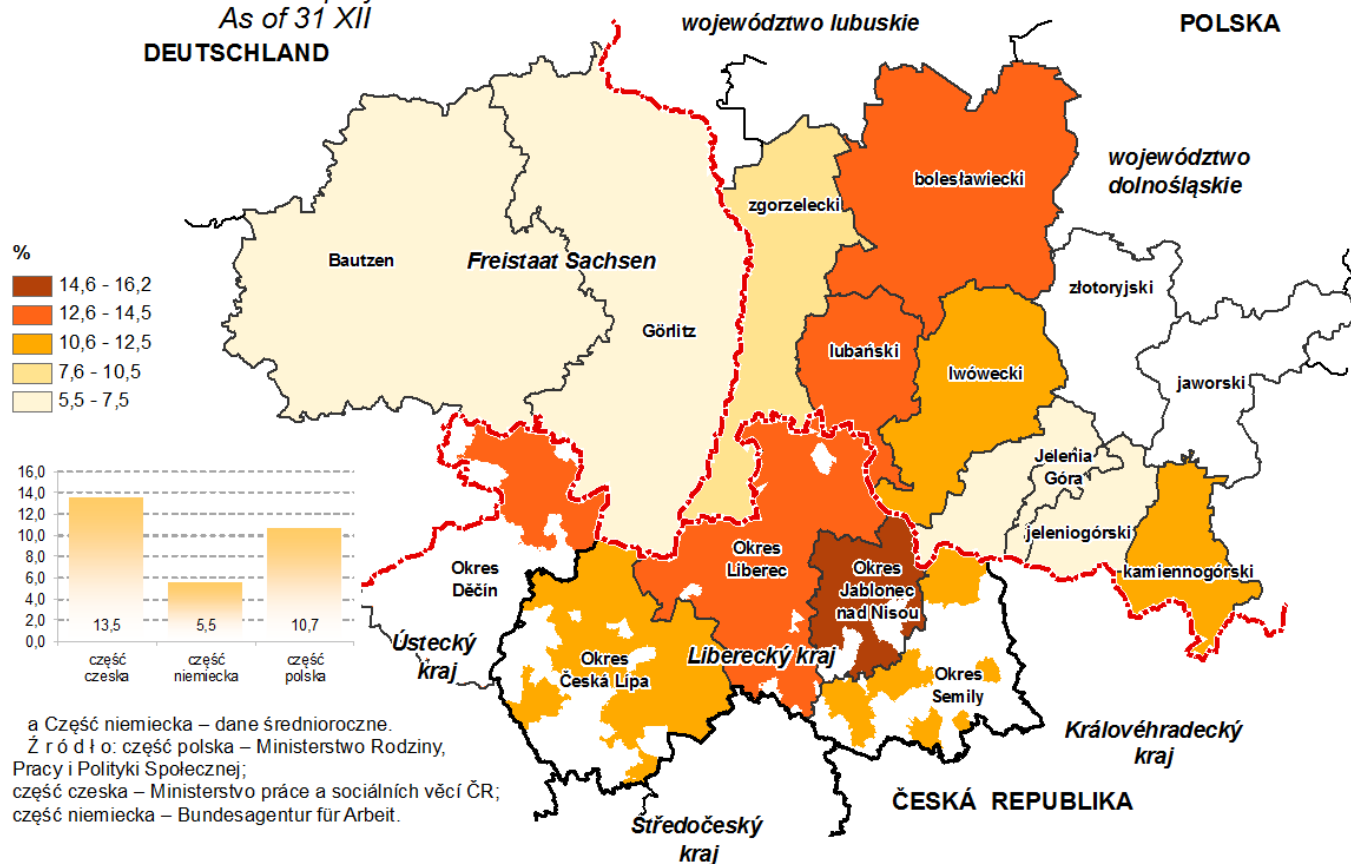 As of 31 XII
DEUTSCHLAND
województwo lubuskie
POLSKA
województwo
dolnośląskie
bolesławiecki
zgorzelecki
Bautzen
Freistaat Sachsen
złotoryjski
Görlitz
lubański
lwówecki
jaworski
%
14,6 - 16,2
12,6 - 14,5
10,6 - 12,5
7,6 - 10,5
5,5 - 7,5
Jelenia
Góra
jeleniogórski
kamiennogórski
Okres
Liberec
Okres
Jablonec
nad Nisou
Okres
Děčín
Ústecký
kraj
Okres
Česká Lípa
Liberecký kraj
Okres
Semily
Královéhradecký
kraj
ČESKÁ REPUBLIKA
Středočeský
kraj
16,0
14,0
12,0
10,0
8,0
6,0
4,0
2,0
0,0
13,5
5,5
10,7
część
czeska
część
niemiecka
część
polska
a Część niemiecka – dane średnioroczne.
Ź r ó d ł o: część polska – Ministerstwo Rodziny,
Pracy i Polityki Społecznej;
część czeska – Ministerstvo práce a sociálních věcí ČR;
część niemiecka – Bundesagentur für Arbeit.